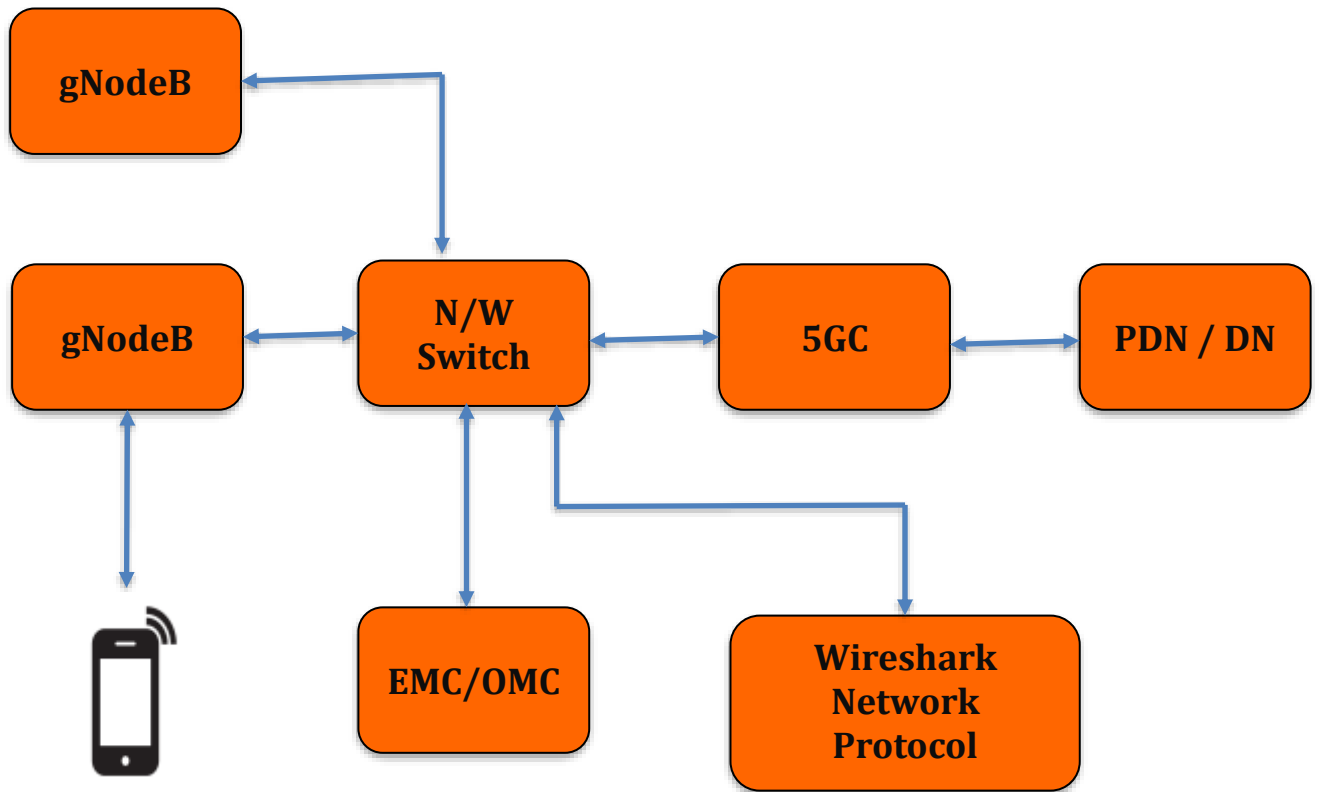 gNodeB
gNodeB
N/W
Switch
5GC
PDN / DN
EMC/OMC
Wireshark
Network
Protocol